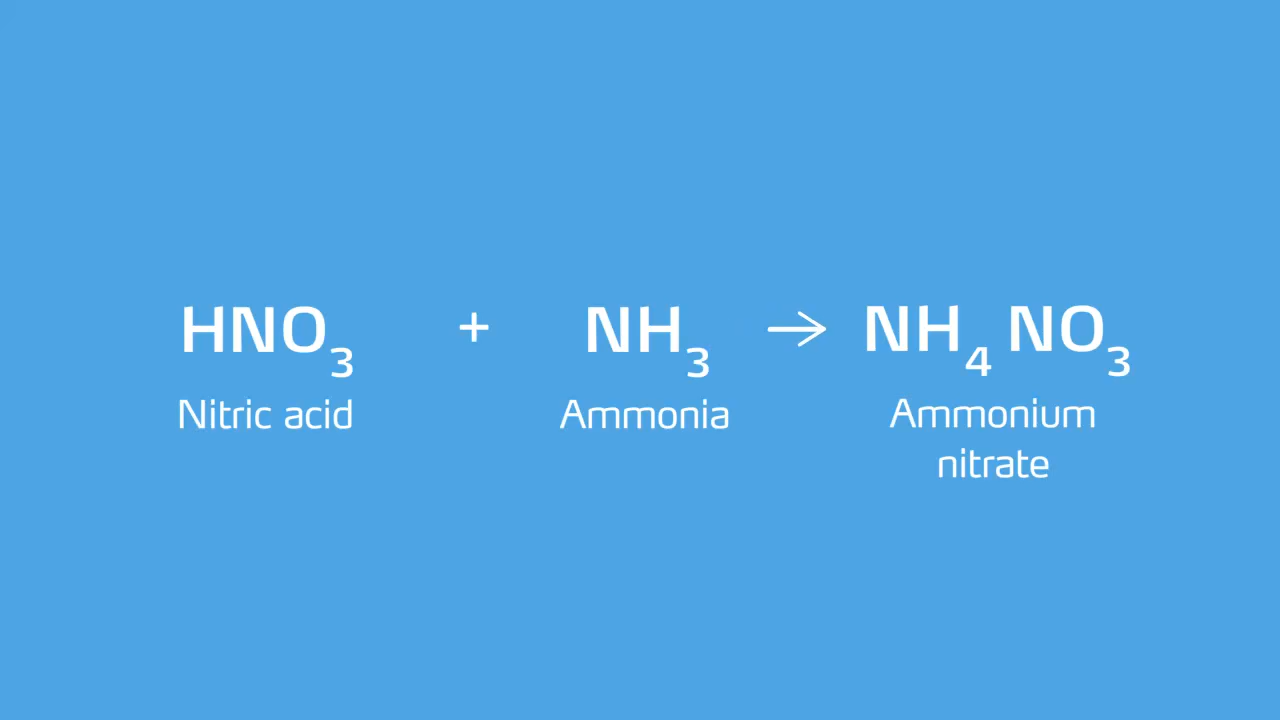 HNO₃ + NH₃ → NH₄ NO₃
Nitric acid Ammonia Ammonium
nitrate